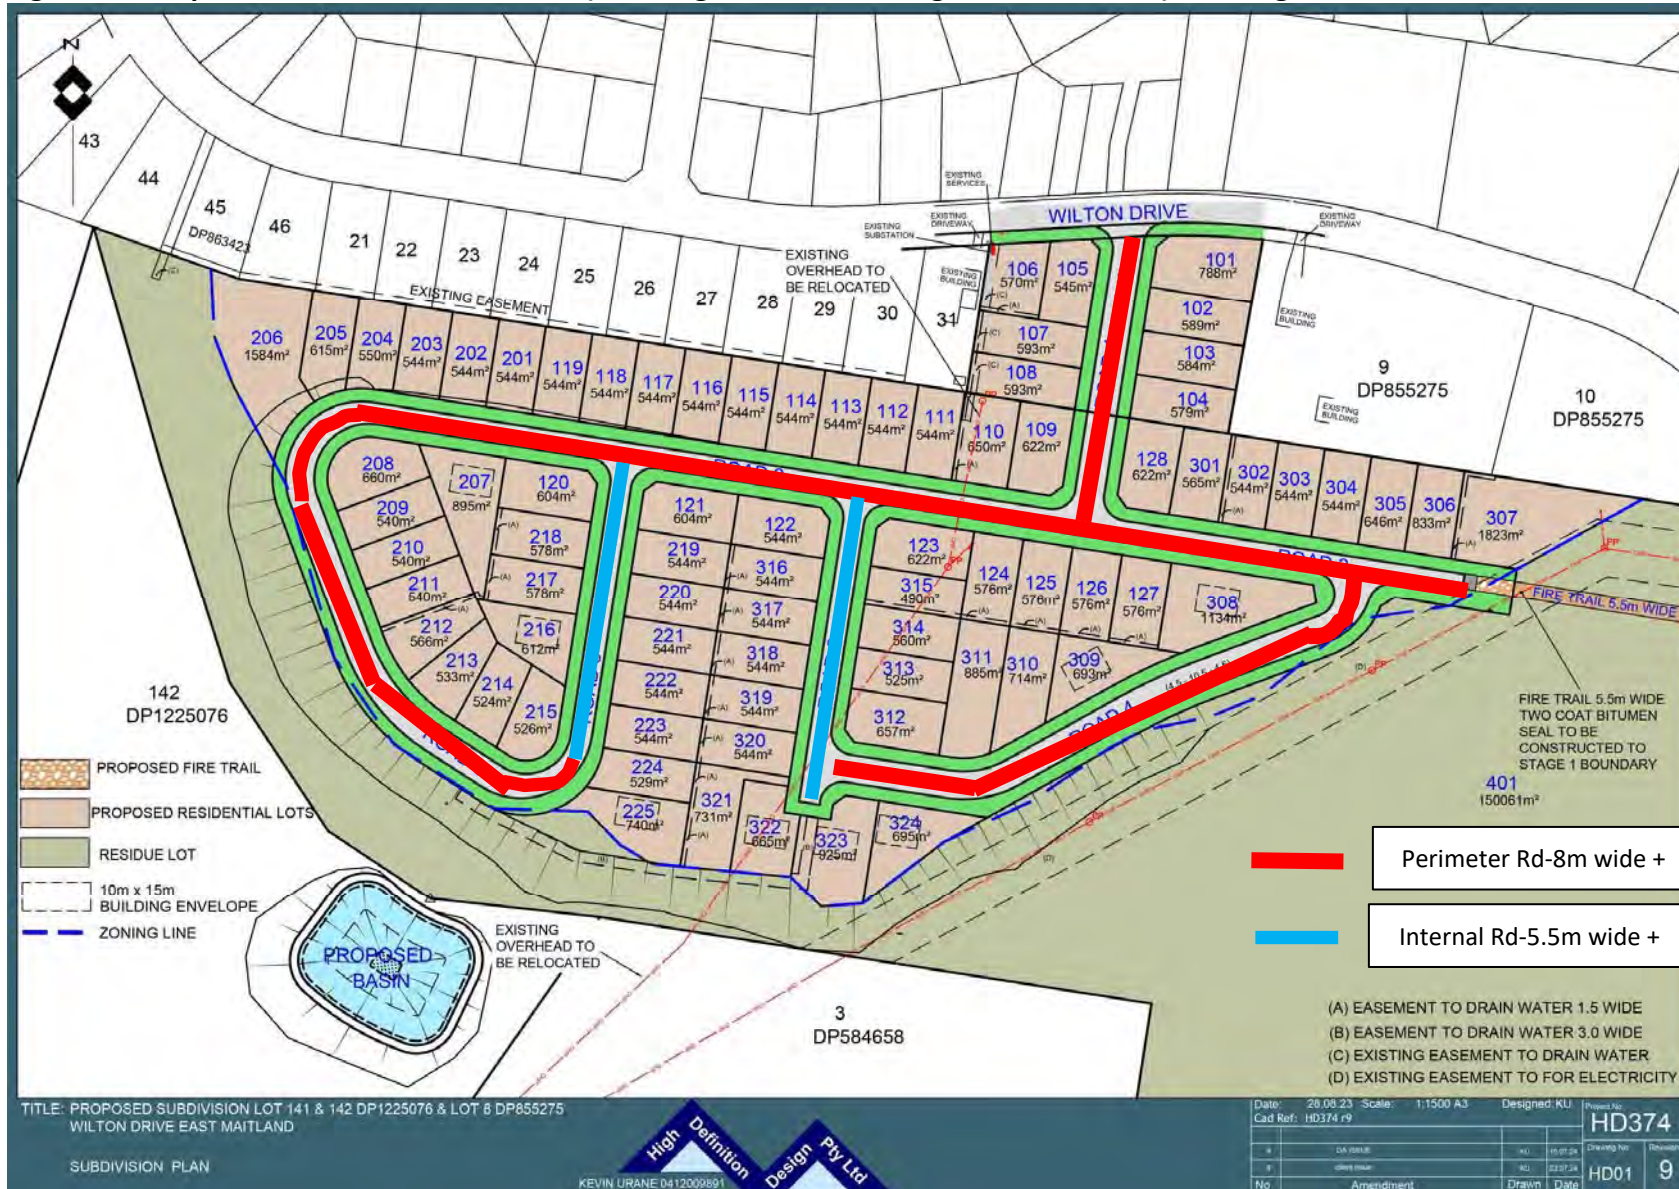 N
43
44
45
DP863423
46
21
22
23
24
25
26
27
28
29
30
31
EXISTING EASEMENT
(E)
EXISTING
SERVICES
EXISTING
DRIVEWAY
EXISTING
SUBSTATION
WILTON DRIVE
EXISTING
DRIVEWAY
EXISTING
OVERHEAD TO
BE RELOCATED
EXISTING
BUILDING
EXISTING
BUILDING
EXISTING
BUILDING
9
DP855275
10
DP855275
106
570m²
105
545m²
101
788m²
102
589m²
103
584m²
104
579m²
107
593m²
108
593m²
206
1584m²
205
615m²
204
550m²
203
544m²
202
544m²
201
544m²
119
544m²
118
544m²
117
544m²
116
544m²
115
544m²
114
544m²
113
544m²
112
544m²
111
544m²
110
650m²
109
622m²
128
622m²
301
565m²
302
544m²
303
544m²
304
544m²
305
646m²
306
833m²
307
1823m²
208
660m²
207
895m²
120
604m²
209
540m²
210
540m²
211
540m²
218
578m²
217
578m²
216
612m²
212
566m²
213
533m²
214
524m²
215
526m²
121
604m²
122
544m²
219
544m²
316
544m²
220
544m²
317
544m²
221
544m²
318
544m²
222
544m²
319
544m²
223
544m²
320
544m²
224
529m²
225
740m²
321
731m²
322
665m²
323
925m²
324
695m²
123
622m²
315
490m²
314
560m²
313
525m²
312
657m²
124
576m²
125
576m²
126
576m²
127
576m²
308
1134m²
311
885m²
310
714m²
309
693m²
ROAD 4
FIRE TRAIL 5.5m WIDE
FIRE TRAIL 5.5m WIDE
TWO COAT BITUMEN
SEAL TO BE
CONSTRUCTED TO
STAGE 1 BOUNDARY
401
150061m²
142
DP1225076
PROPOSED FIRE TRAIL
PROPOSED RESIDENTIAL LOTS
RESIDUE LOT
10m x 15m
BUILDING ENVELOPE
ZONING LINE
PROPOSED
BASIN
EXISTING
OVERHEAD TO
BE RELOCATED
3
DP584658
Perimeter Rd-8m wide +
Internal Rd-5.5m wide +
(A) EASEMENT TO DRAIN WATER 1.5 WIDE
(B) EASEMENT TO DRAIN WATER 3.0 WIDE
(C) EXISTING EASEMENT TO DRAIN WATER
(D) EXISTING EASEMENT TO FOR ELECTRICITY
TITLE: PROPOSED SUBDIVISION LOT 141 & 142 DP1225076 & LOT 8 DP855275
WILTON DRIVE EAST MAITLAND
SUBDIVISION PLAN
High Definition Design Pty Ltd
KEVIN URANE 0412009891
Date: 28.08.23 Scale: 1:1500 A3 Designed: KU
Cad Ref: HD374 r9
Project No
HD374
Drawing No
HD01
9
No Amendment Drawn Date